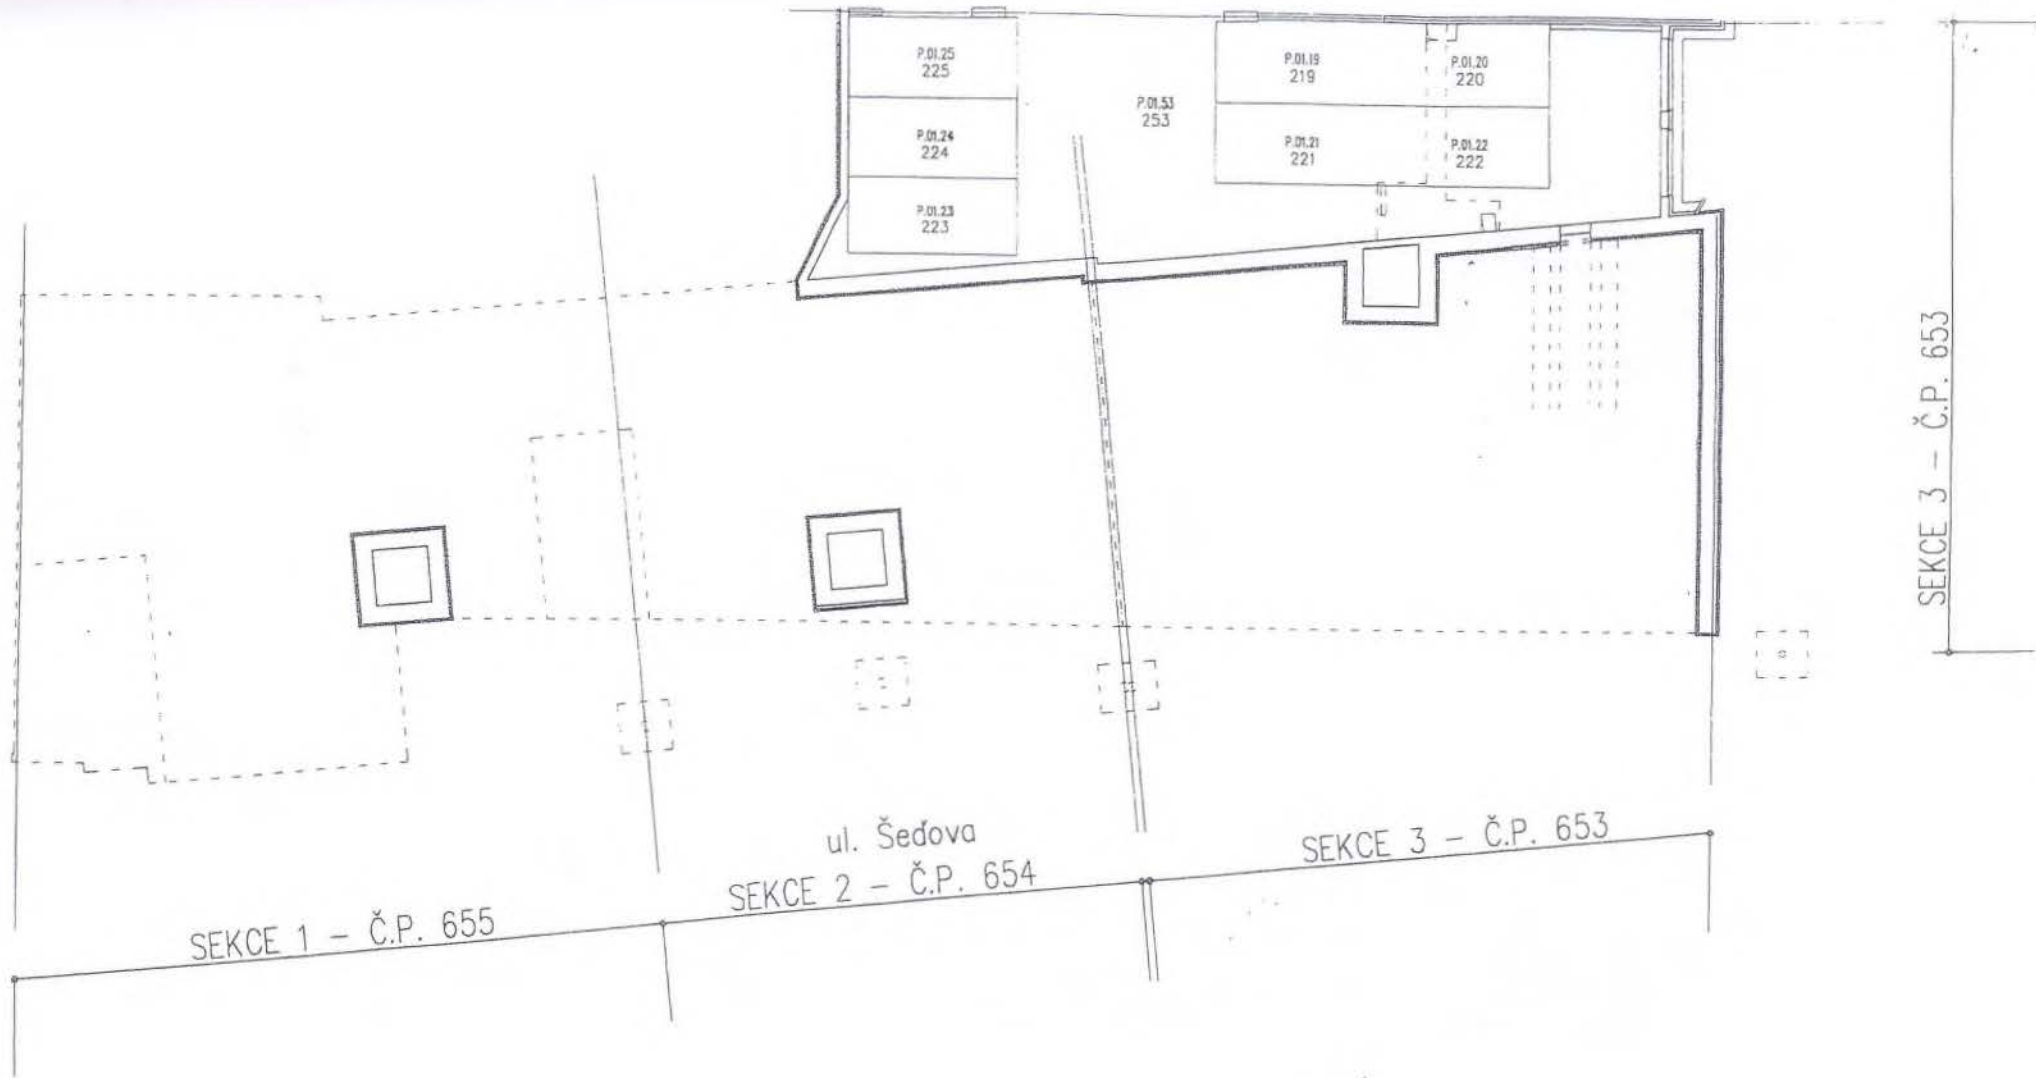 P.01.25
225
P.01.24
224
P.01.23
223
P.01.53
253
P.01.19
219
P.01.20
220
P.01.21
221
P.01.22
222
SEKCE 3 – Č.P. 653
ul. Šeďova
SEKCE 1 – Č.P. 655
SEKCE 2 – Č.P. 654
SEKCE 3 – Č.P. 653